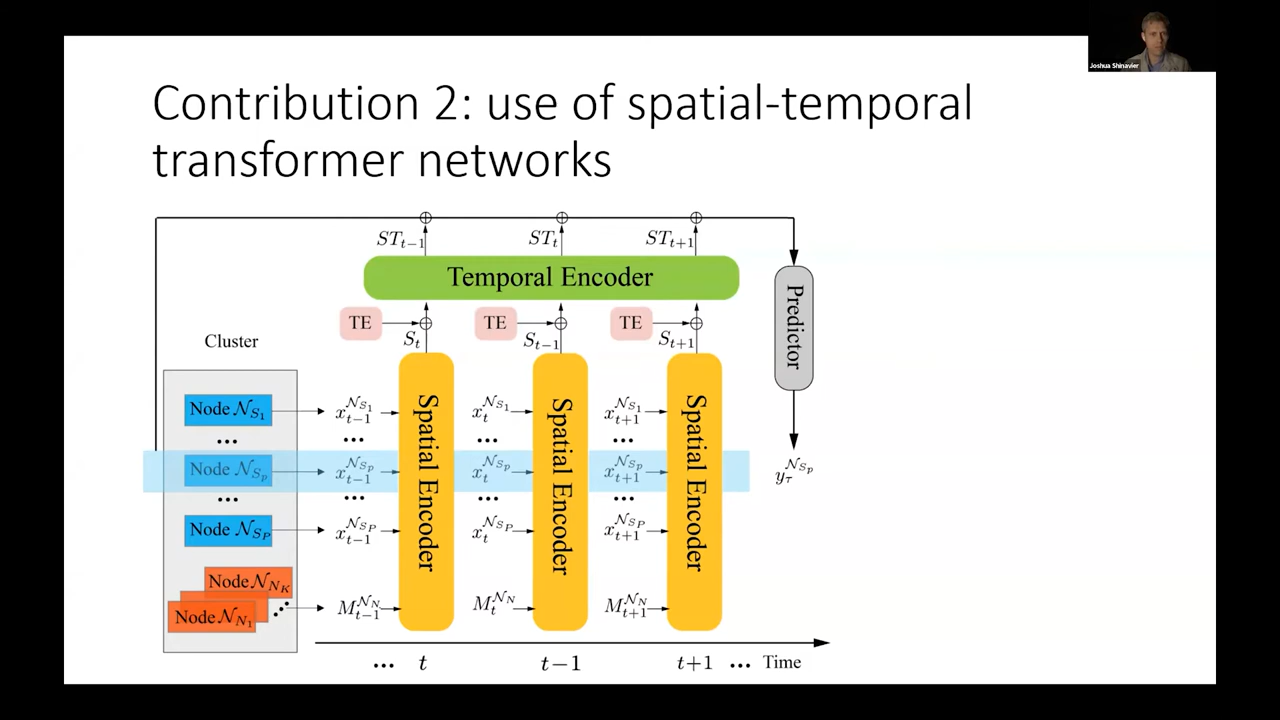 Joshua Shinavier
Contribution 2: use of spatial-temporal
transformer networks
ST_{t−1} ST_t ST_{t+1}
Temporal Encoder
TE TE TE
S_t S_{t−1} S_{t+1}
Predictor
Cluster
Spatial Encoder Spatial Encoder Spatial Encoder
Node 𝒩_{S_1} x_{t−1}^{𝒩_{S_1}} x_t^{𝒩_{S_1}} x_{t+1}^{𝒩_{S_1}}
... ... ... ...
Node 𝒩_{S_p} x_{t−1}^{𝒩_{S_p}} x_t^{𝒩_{S_p}} x_{t+1}^{𝒩_{S_p}} y_τ^{𝒩_{S_p}}
... ... ... ...
Node 𝒩_{S_P} x_{t−1}^{𝒩_{S_P}} x_t^{𝒩_{S_P}} x_{t+1}^{𝒩_{S_P}}
Node 𝒩_{N_K}
Node 𝒩_{N_1} M_{t−1}^{𝒩_N} M_t^{𝒩_N} M_{t+1}^{𝒩_N}
... t t−1 t+1 ... Time